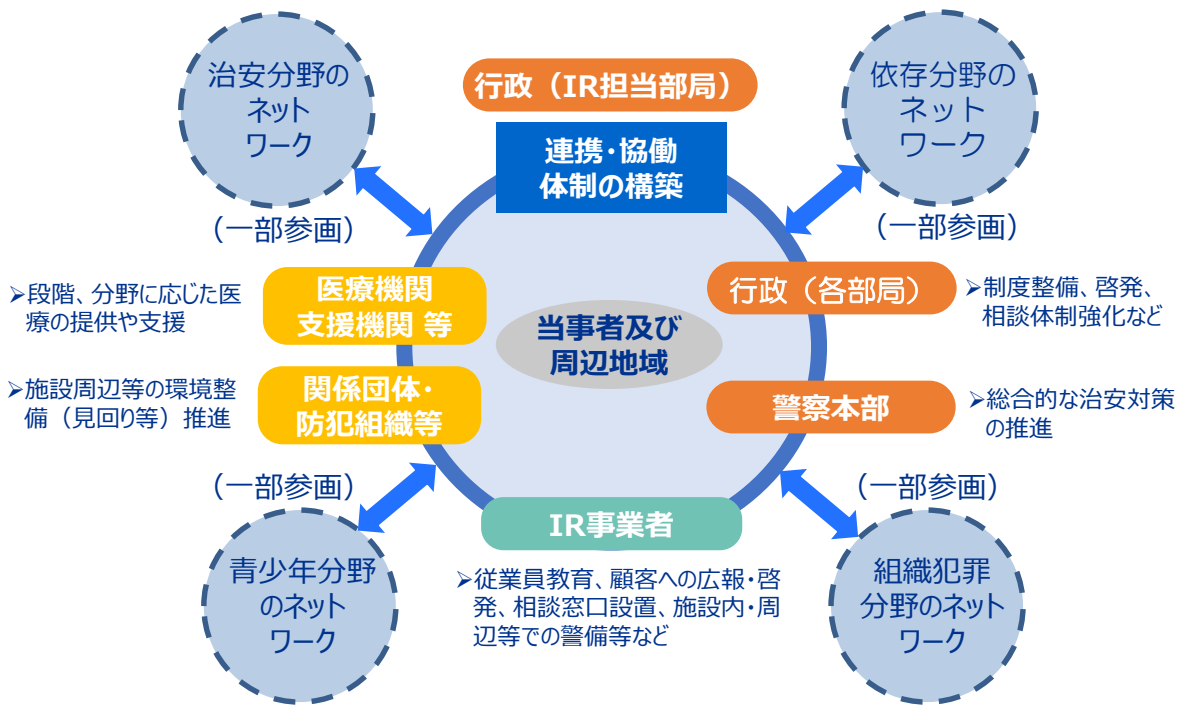 治安分野の
ネット
ワーク
行政（IR担当部局）
連携・協働
体制の構築
依存分野の
ネット
ワーク
（一部参画）
（一部参画）
医療機関
支援機関 等
➢段階、分野に応じた医
療の提供や支援
行政（各部局）
➢制度整備、啓発、
相談体制強化など
当事者及び
周辺地域
関係団体・
防犯組織等
➢施設周辺等の環境整
備（見回り等）推進
警察本部
➢総合的な治安対策
の推進
（一部参画）
（一部参画）
IR事業者
➢従業員教育、顧客への広報・啓
発、相談窓口設置、施設内・周
辺等での警備等など
青少年分野
のネット
ワーク
組織犯罪
分野のネット
ワーク